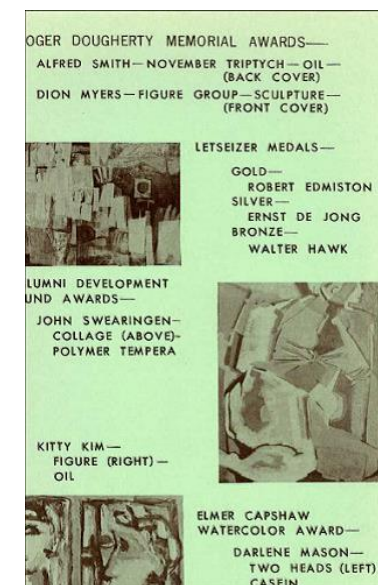 OGER DOUGHERTY MEMORIAL AWARDS—
ALFRED SMITH—NOVEMBER TRIPTYCH—OIL—
(BACK COVER)
DION MYERS—FIGURE GROUP—SCULPTURE—
(FRONT COVER)
LETSEIZER MEDALS—
GOLD—
ROBERT EDMISTON
SILVER—
ERNST DE JONG
BRONZE—
WALTER HAWK
LUMNI DEVELOPMENT
UND AWARDS—
JOHN SWEARINGEN—
COLLAGE (ABOVE)-
POLYMER TEMPERA
KITTY KIM—
FIGURE (RIGHT)—
OIL
ELMER CAPSHAW
WATERCOLOR AWARD—
DARLENE MASON—
TWO HEADS (LEFT)
CASEIN